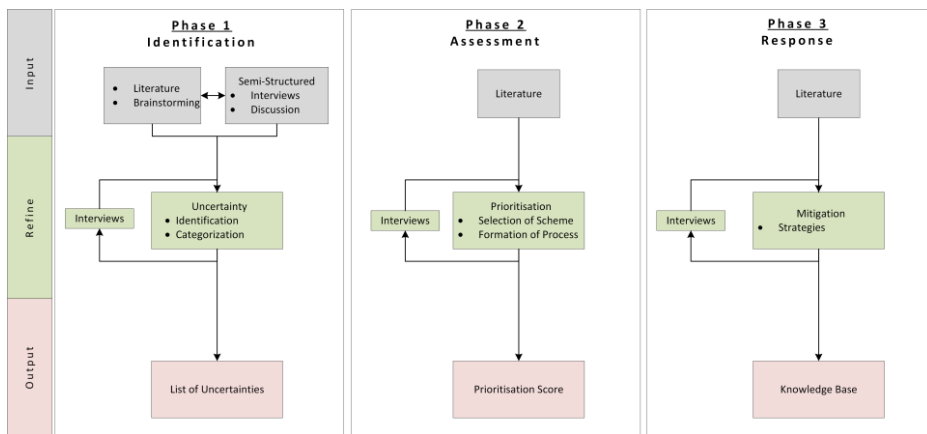 Input
Refine
Output
Phase 1
Identification
• Literature
• Brainstorming
Semi-Structured
• Interviews
• Discussion
Interviews
Uncertainty
• Identification
• Categorization
List of Uncertainties
Phase 2
Assessment
Literature
Interviews
Prioritisation
• Selection of Scheme
• Formation of Process
Prioritisation Score
Phase 3
Response
Literature
Interviews
Mitigation
• Strategies
Knowledge Base